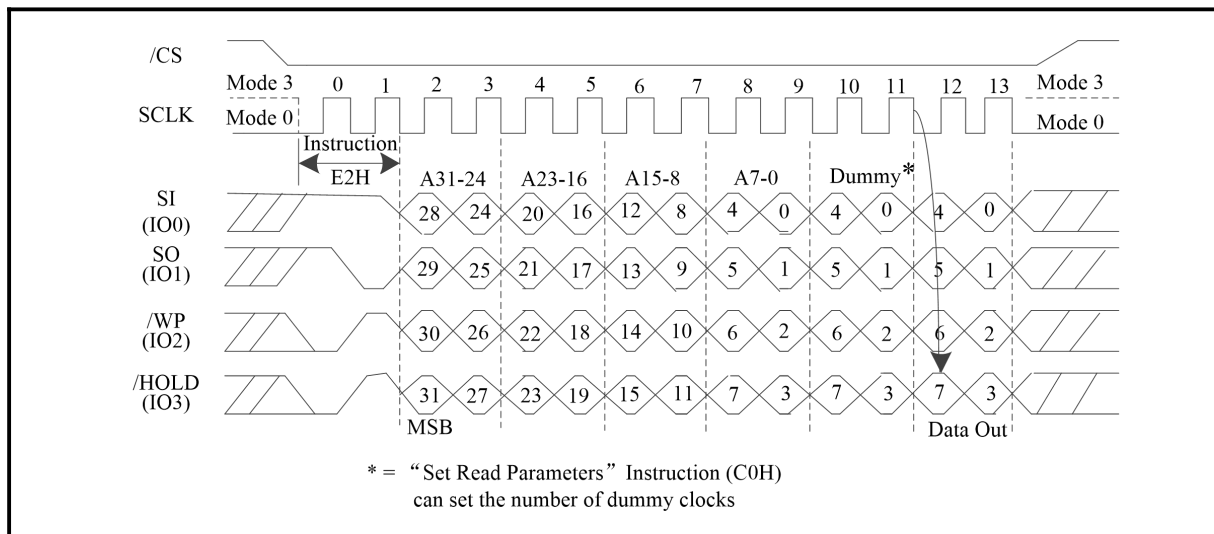 /CS
Mode 3 0 1 2 3 4 5 6 7 8 9 10 11 12 13 Mode 3
SCLK Mode 0 Mode 0
Instruction
E2H A31-24 A23-16 A15-8 A7-0 Dummy*
SI
(IO0) 28 24 20 16 12 8 4 0 4 0 4 0
SO
(IO1) 29 25 21 17 13 9 5 1 5 1 5 1
/WP
(IO2) 30 26 22 18 14 10 6 2 6 2 6 2
/HOLD
(IO3) 31 27 23 19 15 11 7 3 7 3 7 3
MSB Data Out
* = “Set Read Parameters” Instruction (C0H)
can set the number of dummy clocks